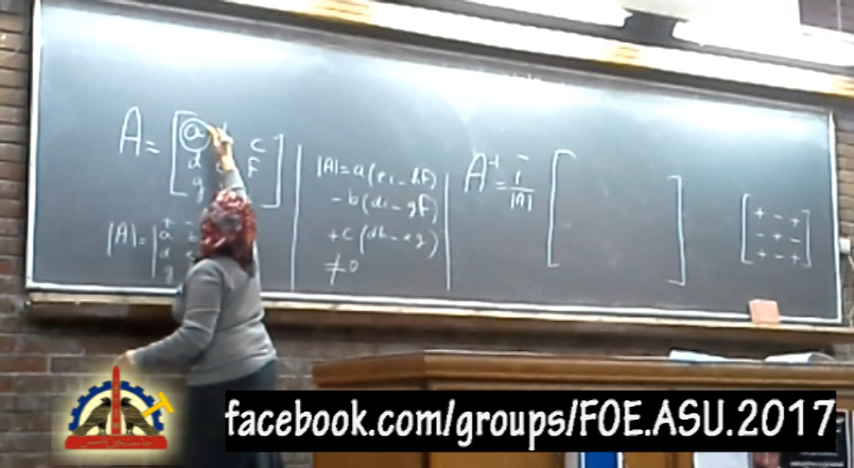 A = [ a b c
d e f
g
|A| = | a
d
g
+ -
|A| = a(ei - hf)
- b(di - gf)
+ c(dh - eg)
≠ 0
A⁻¹ = 1/|A| [ ]
+ - +
- + -
+ - +
facebook.com/groups/FOE.ASU.2017